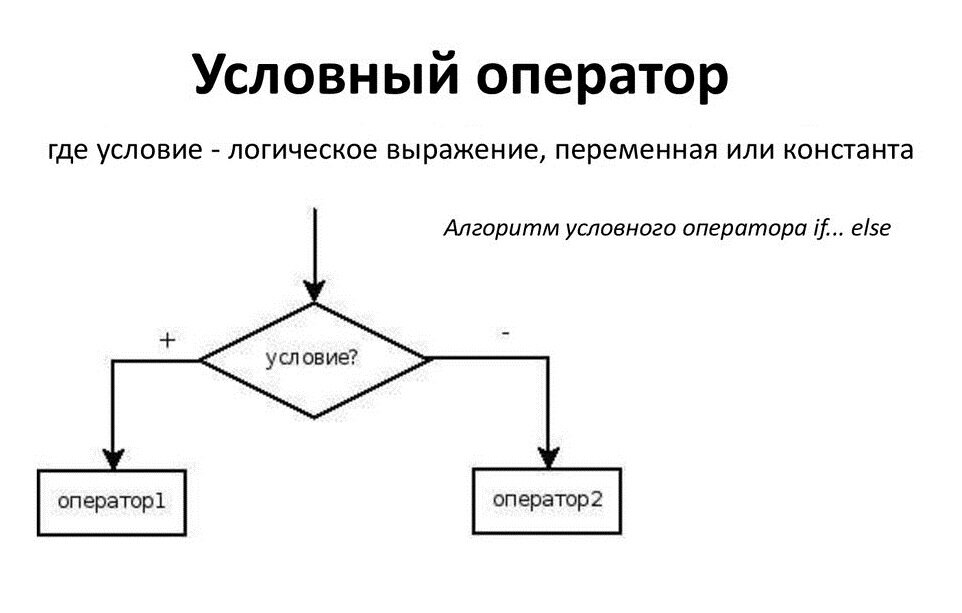 Условный оператор
где условие - логическое выражение, переменная или константа
Алгоритм условного оператора if... else
+
-
условие?
оператор1
оператор2